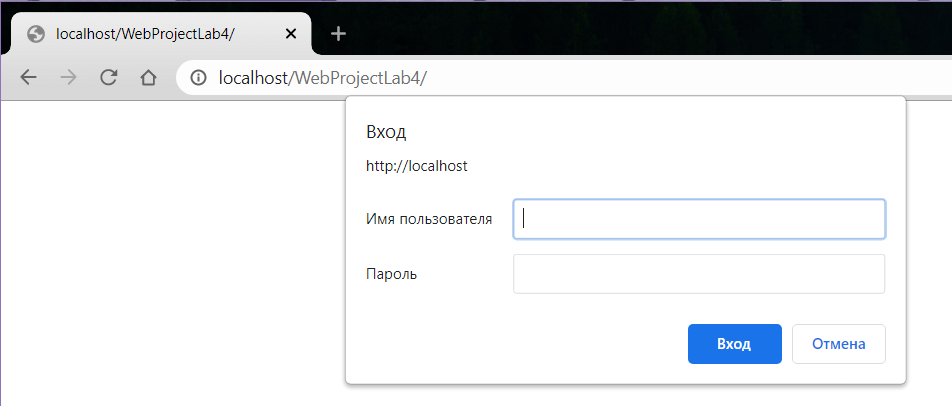 localhost/WebProjectLab4/
localhost/WebProjectLab4/
Вход
http://localhost
Имя пользователя
Пароль
Вход Отмена